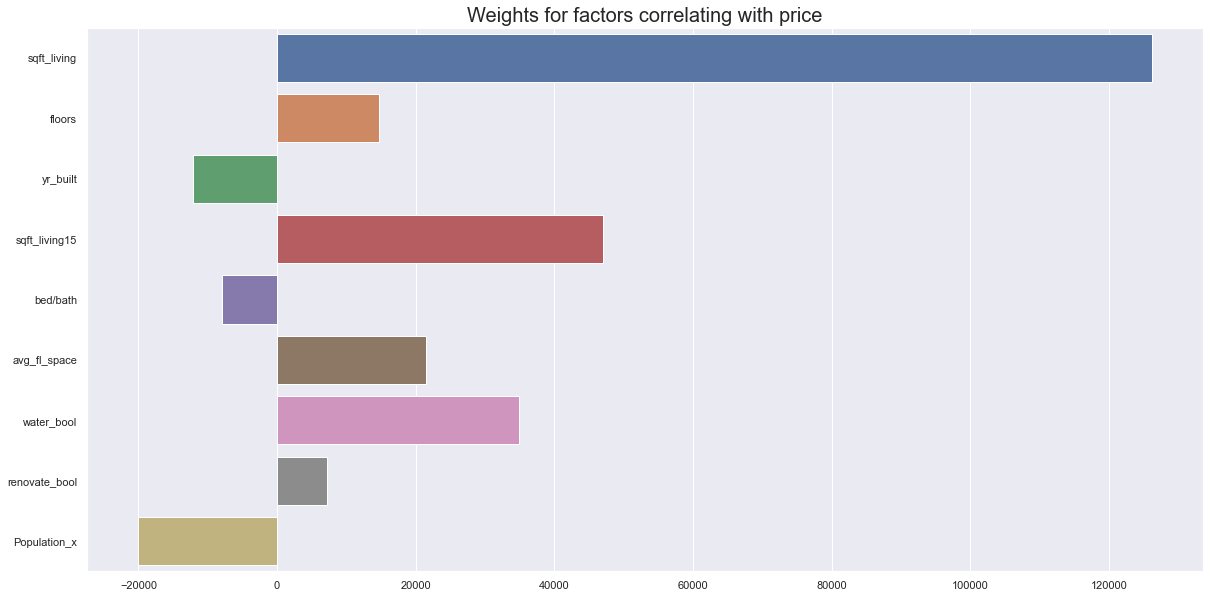 Weights for factors correlating with price
sqft_living
floors
yr_built
sqft_living15
bed/bath
avg_fl_space
water_bool
renovate_bool
Population_x
−20000 0 20000 40000 60000 80000 100000 120000